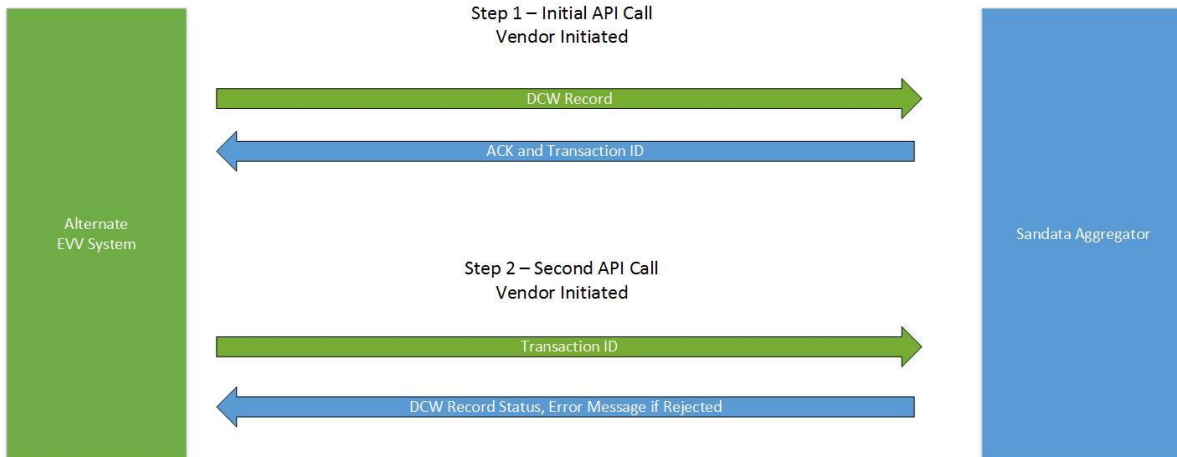 Step 1 – Initial API Call
Vendor Initiated
DCW Record
ACK and Transaction ID
Alternate
EVV System
Sandata Aggregator
Step 2 – Second API Call
Vendor Initiated
Transaction ID
DCW Record Status, Error Message if Rejected